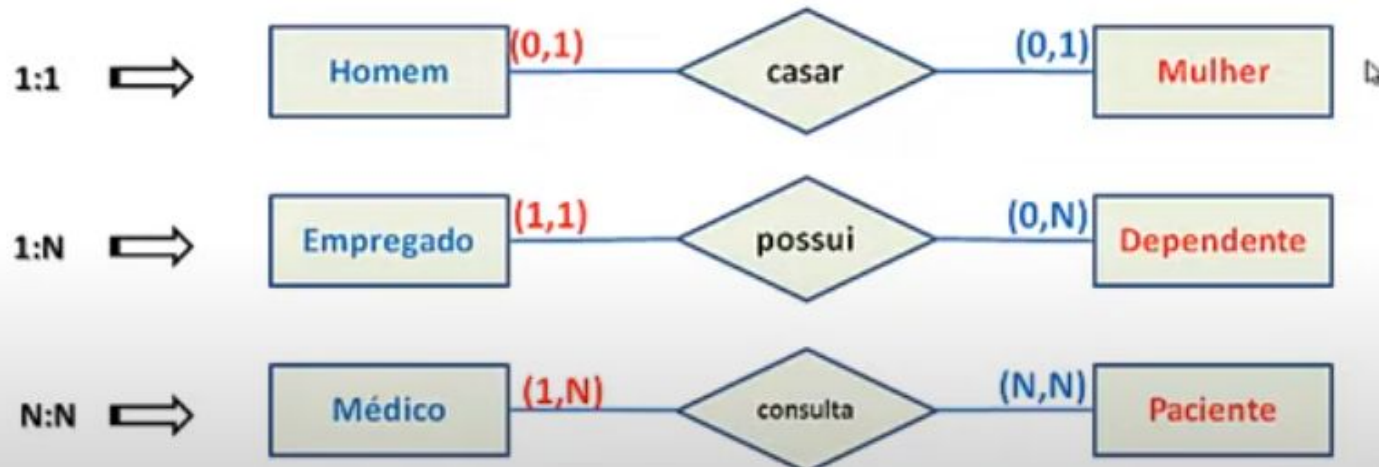 1:1 Homem (0,1) casar (0,1) Mulher
1:N Empregado (1,1) possui (0,N) Dependente
N:N Médico (1,N) consulta (N,N) Paciente